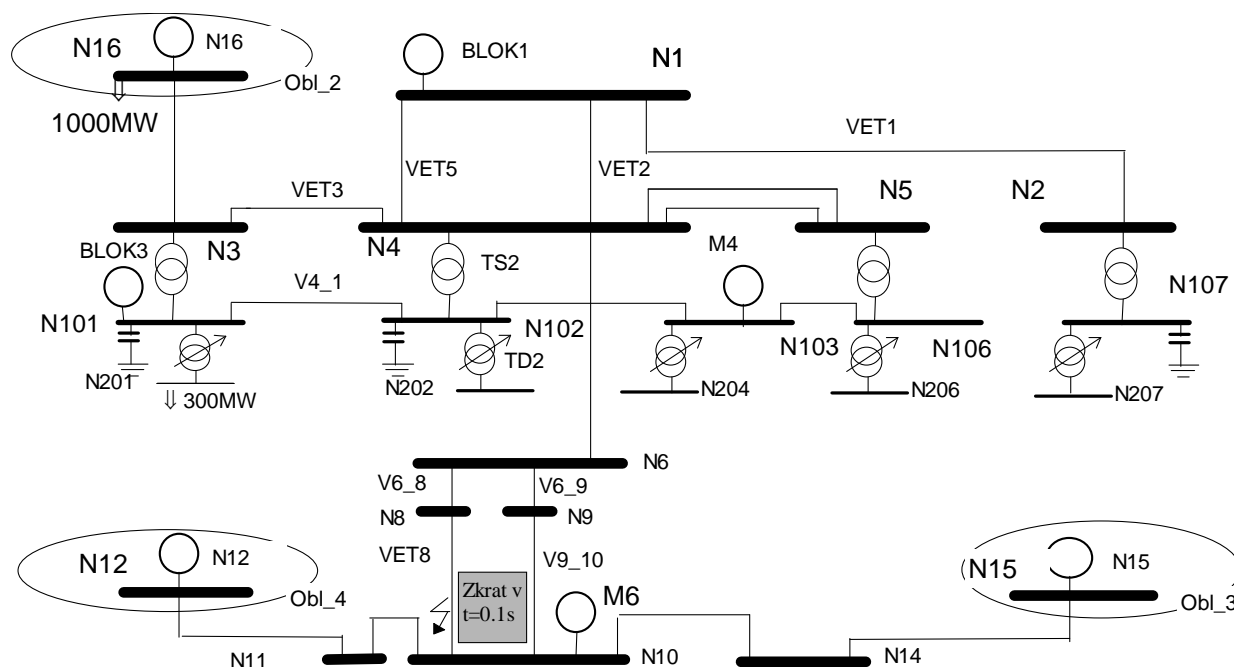 N16
N16
Obl_2
1000MW
BLOK1
N1
VET1
VET5
VET2
VET3
N5
N2
N3
N4
M4
BLOK3
TS2
N107
V4_1
N101
N102
N103
N106
TD2
N201
N202
N204
N206
N207
300MW
N6
V6_8
V6_9
N8
N9
VET8
V9_10
N12
N12
Obl_4
Zkrat v
t=0.1s
M6
N15
N15
Obl_3
N11
N10
N14